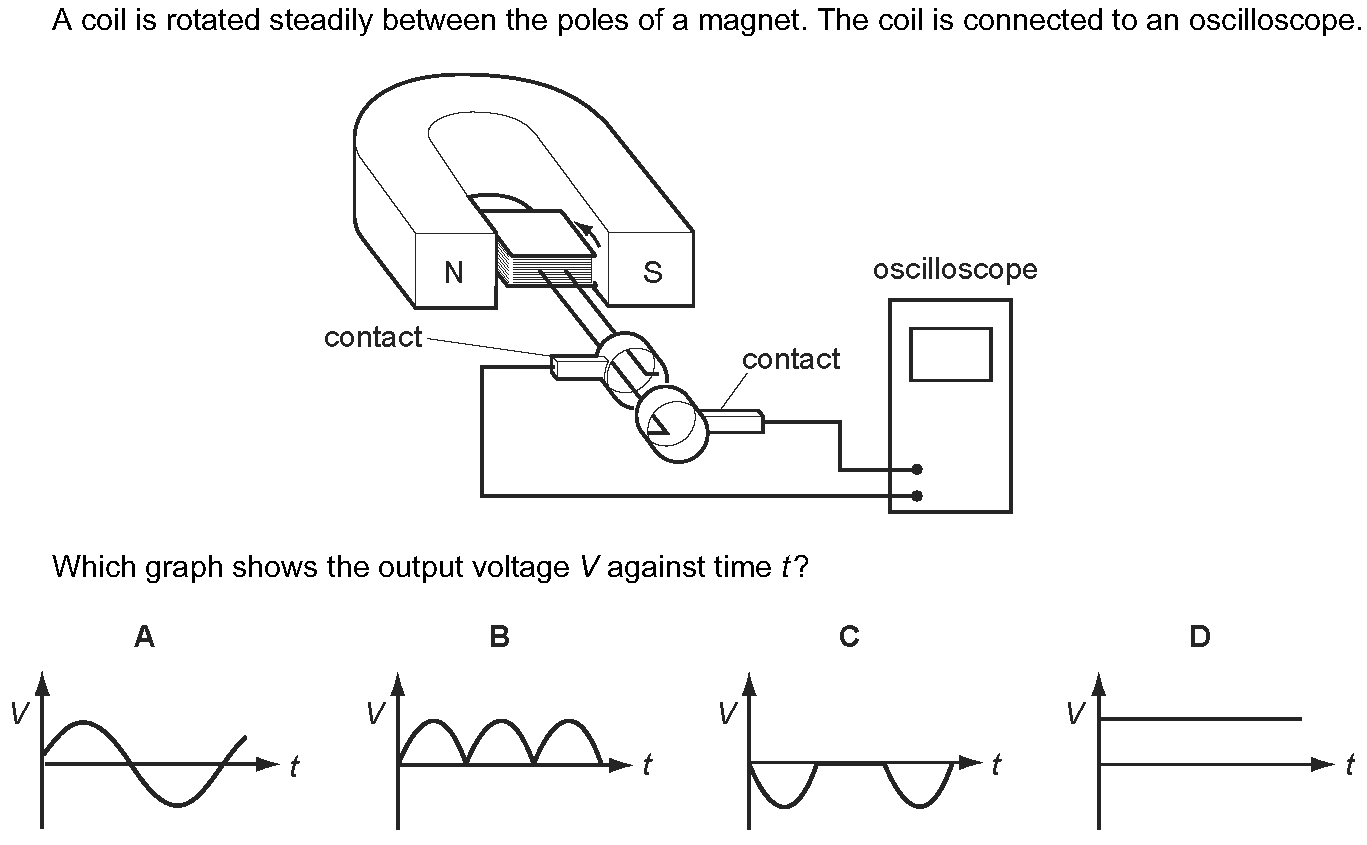 A coil is rotated steadily between the poles of a magnet. The coil is connected to an oscilloscope.
N
S
oscilloscope
contact
contact
Which graph shows the output voltage V against time t?
A
B
C
D
V
t
V
t
V
t
V
t